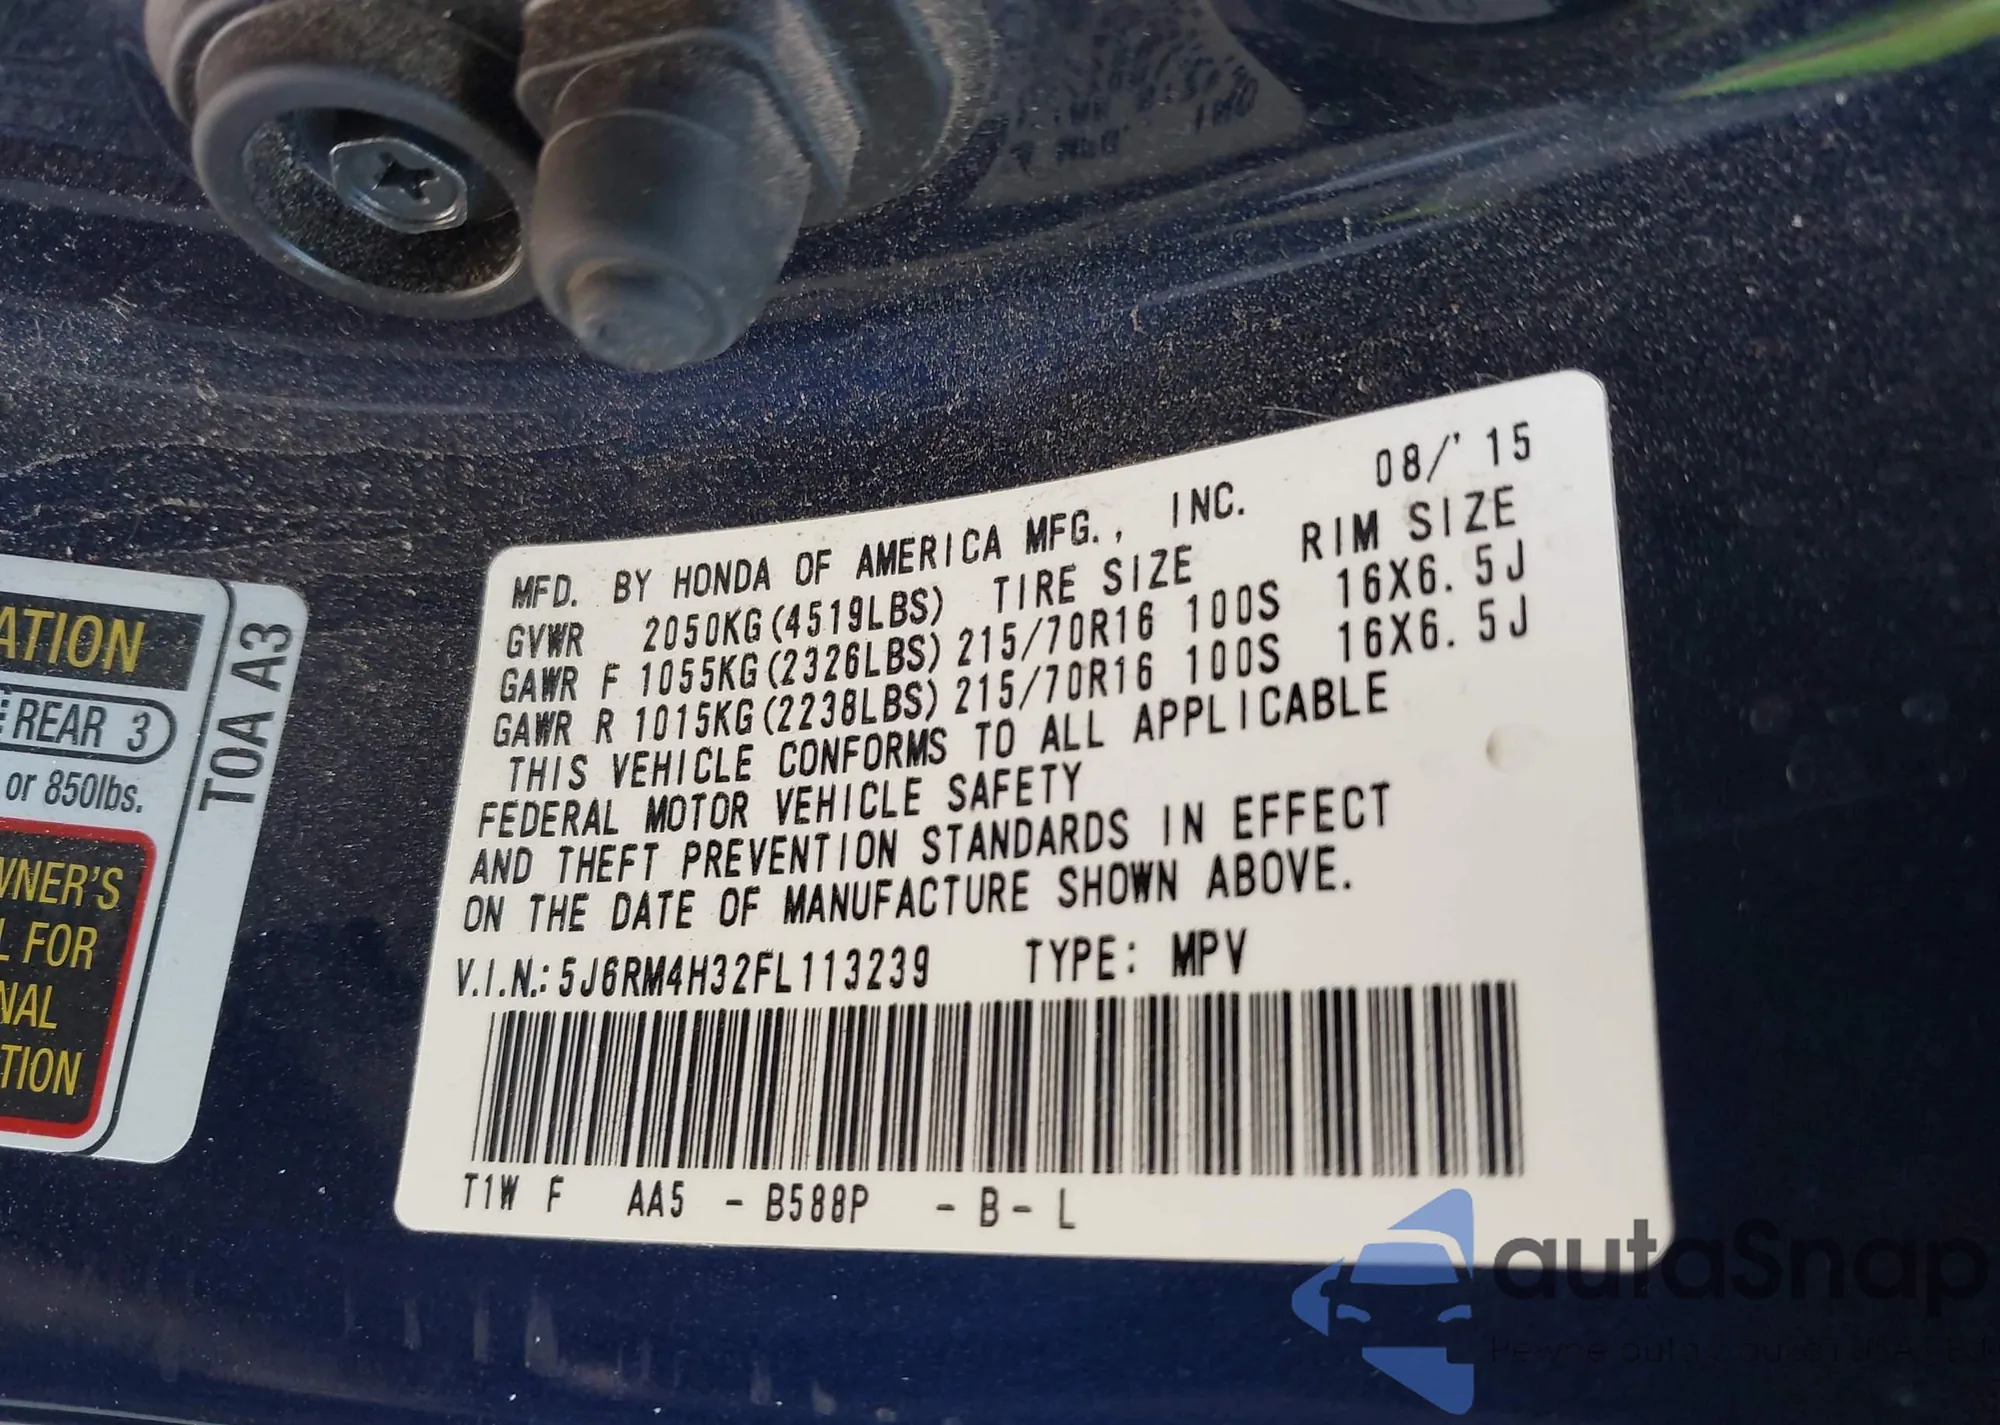 MFD. BY HONDA OF AMERICA MFG., INC. 08/'15
GVWR 2050KG(4519LBS) TIRE SIZE RIM SIZE
GAWR F 1055KG(2326LBS) 215/70R16 100S 16X6.5J
GAWR R 1015KG(2238LBS) 215/70R16 100S 16X6.5J
THIS VEHICLE CONFORMS TO ALL APPLICABLE
FEDERAL MOTOR VEHICLE SAFETY
AND THEFT PREVENTION STANDARDS IN EFFECT
ON THE DATE OF MANUFACTURE SHOWN ABOVE.
V.I.N.: 5J6RM4H32FL113239 TYPE: MPV
T1W F AA5 - B588P - B - L
ATION
REAR 3
or 850lbs.
WNER'S
L FOR
NAL
TION
T0A A3
autaSnap